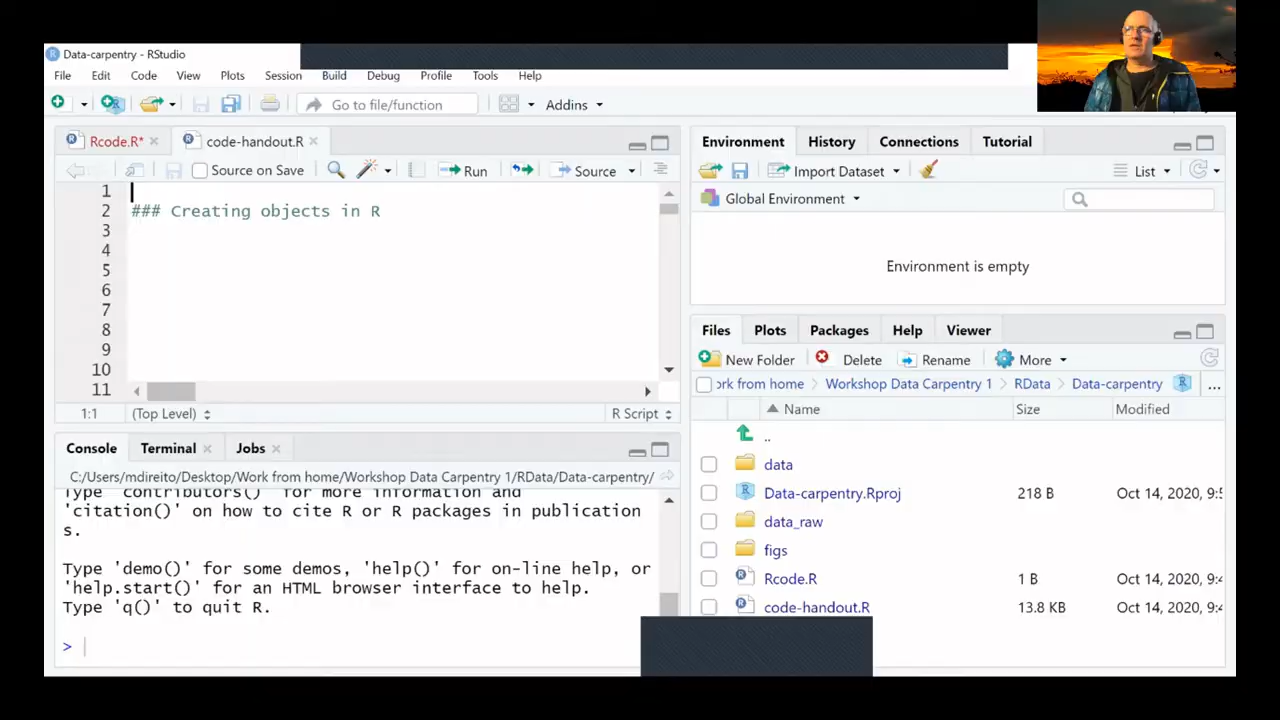 Data-carpentry - RStudio
File Edit Code View Plots Session Build Debug Profile Tools Help
Go to file/function Addins
Rcode.R* code-handout.R
Source on Save Run Source
1
2 ### Creating objects in R
3
4
5
6
7
8
9
10
11
1:1 (Top Level) R Script
Console Terminal Jobs
C:/Users/mdireito/Desktop/Work from home/Workshop Data Carpentry 1/RData/Data-carpentry/
Type 'contributors()' for more information and
'citation()' on how to cite R or R packages in publication
s.
Type 'demo()' for some demos, 'help()' for on-line help, or
'help.start()' for an HTML browser interface to help.
Type 'q()' to quit R.
>
Environment History Connections Tutorial
Import Dataset List
Global Environment
Environment is empty
Files Plots Packages Help Viewer
New Folder Delete Rename More
ork from home Workshop Data Carpentry 1 RData Data-carpentry ...
Name Size Modified
..
data
Data-carpentry.Rproj 218 B Oct 14, 2020, 9:5
data_raw
figs
Rcode.R 1 B Oct 14, 2020, 9:4
code-handout.R 13.8 KB Oct 14, 2020, 9:4